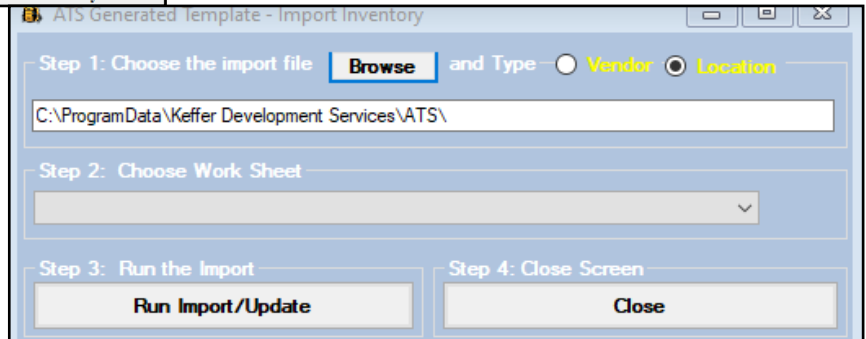 ATS Generated Template - Import Inventory
Step 1: Choose the import file Browse and Type Vendor Location
C:\ProgramData\Keffer Development Services\ATS\
Step 2: Choose Work Sheet
Step 3: Run the Import Step 4: Close Screen
Run Import/Update Close